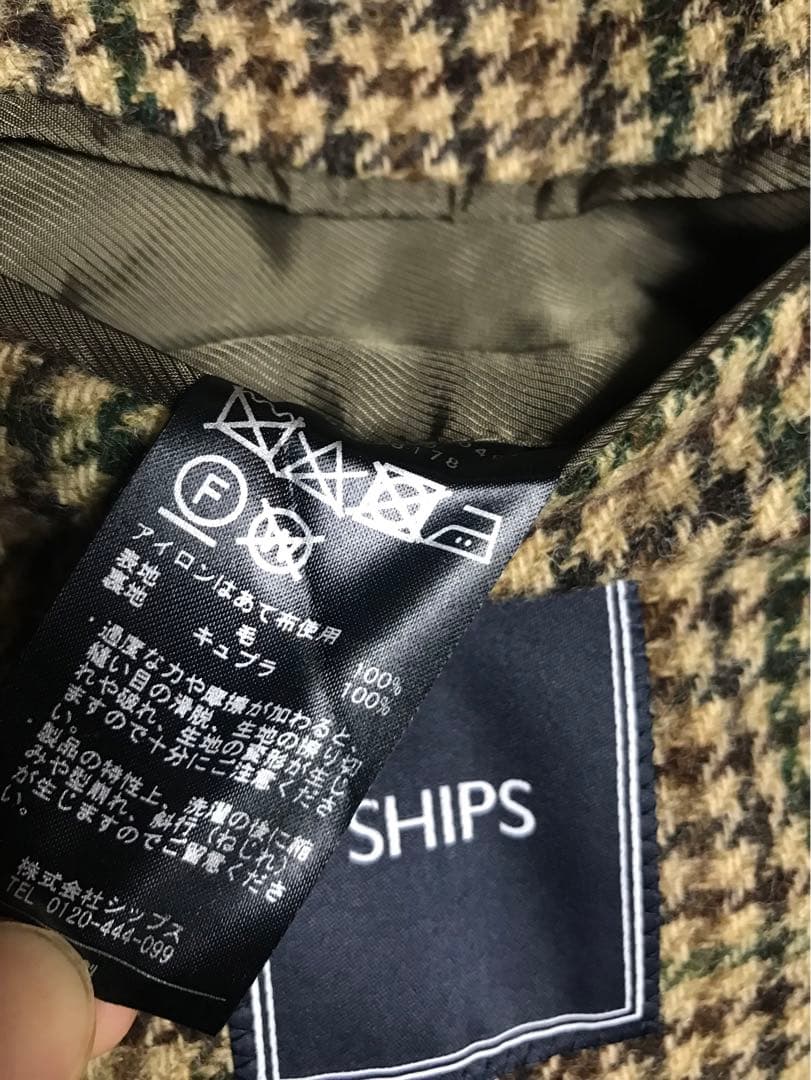 3178
F
W
アイロンはあて布使用
表地 毛 100%
裏地 キュプラ 100%
・過度な力や摩擦が加わると、
縫い目の滑脱、生地の擦り切
れや破れ、生地の変形が生じ
ますので十分にご注意くださ
い。
・製品の特性上、洗濯の後に縮
みや型崩れ、斜行(ねじれ)
が生じますのでご留意くださ
い。
株式会社シップス
TEL 0120-444-099
SHIPS